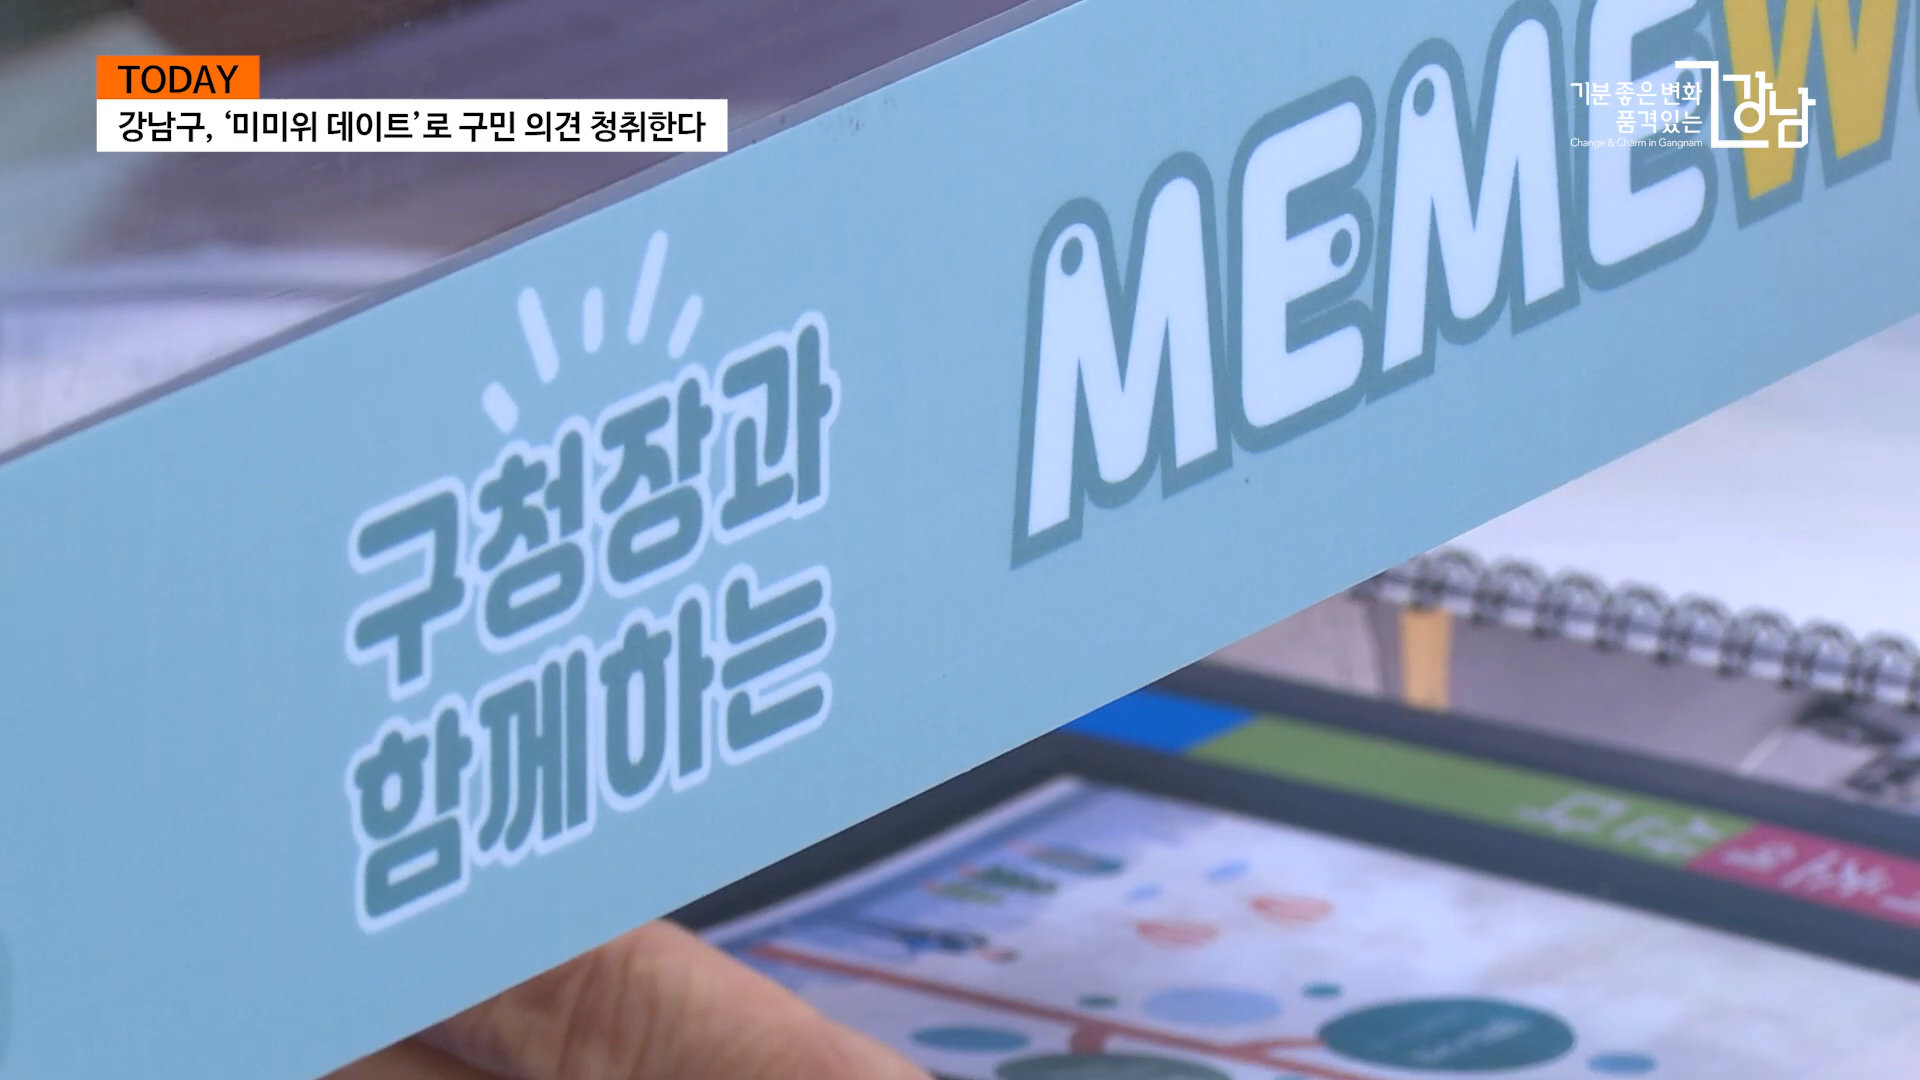 TODAY
강남구, ‘미미위 데이트’로 구민 의견 청취한다
기분 좋은 변화
품격 있는
강남
Change & Charm in Gangnam
MEMEW
구청장과
함께하는